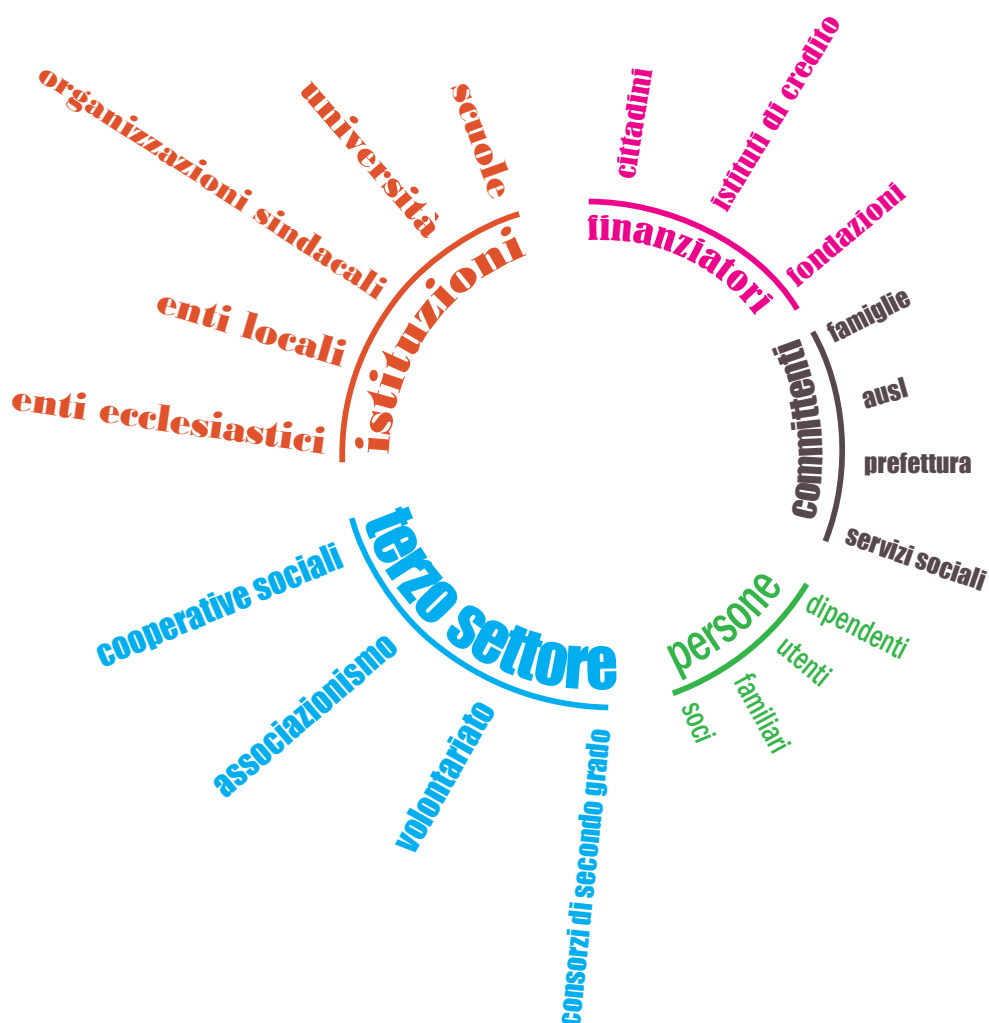 istituzioni
enti ecclesiastici
enti locali
organizzazioni sindacali
università
scuole
finanziatori
cittadini
istituti di credito
fondazioni
committenti
famiglie
ausl
prefettura
servizi sociali
persone
dipendenti
utenti
familiari
soci
terzo settore
consorzi di secondo grado
volontariato
associazionismo
cooperative sociali